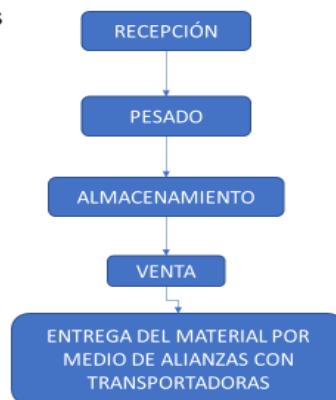 s
RECEPCIÓN
PESADO
ALMACENAMIENTO
VENTA
ENTREGA DEL MATERIAL POR
MEDIO DE ALIANZAS CON
TRANSPORTADORAS